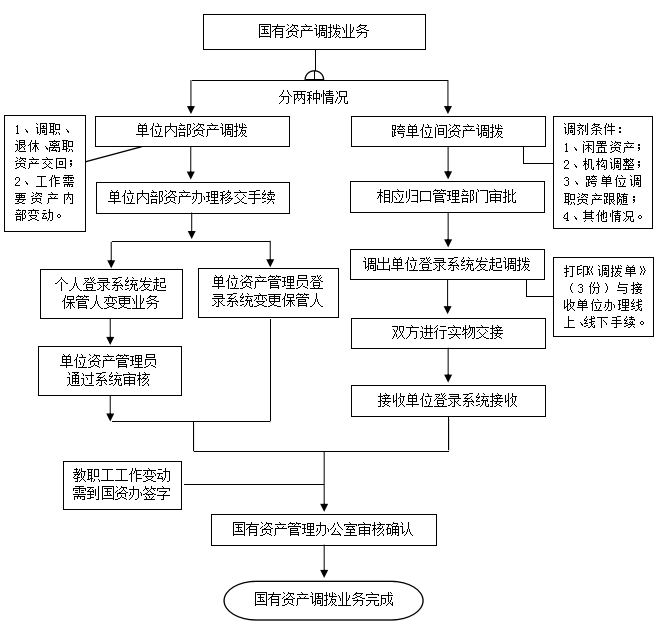 国有资产调拨业务
分两种情况
1、调职、
退休、离职
资产交回；
2、工作需
要资产内
部变动。
单位内部资产调拨
跨单位间资产调拨
调剂条件：
1、闲置资产；
2、机构调整；
3、跨单位调
职资产跟随；
4、其他情况。
单位内部资产办理移交手续
相应归口管理部门审批
个人登录系统发起
保管人变更业务
单位资产管理员登
录系统变更保管人
调出单位登录系统发起调拨
打印《调拨单》
（3份）与接
收单位办理线
上、线下手续。
双方进行实物交接
单位资产管理员
通过系统审核
接收单位登录系统接收
教职工工作变动
需到国资办签字
国有资产管理办公室审核确认
国有资产调拨业务完成